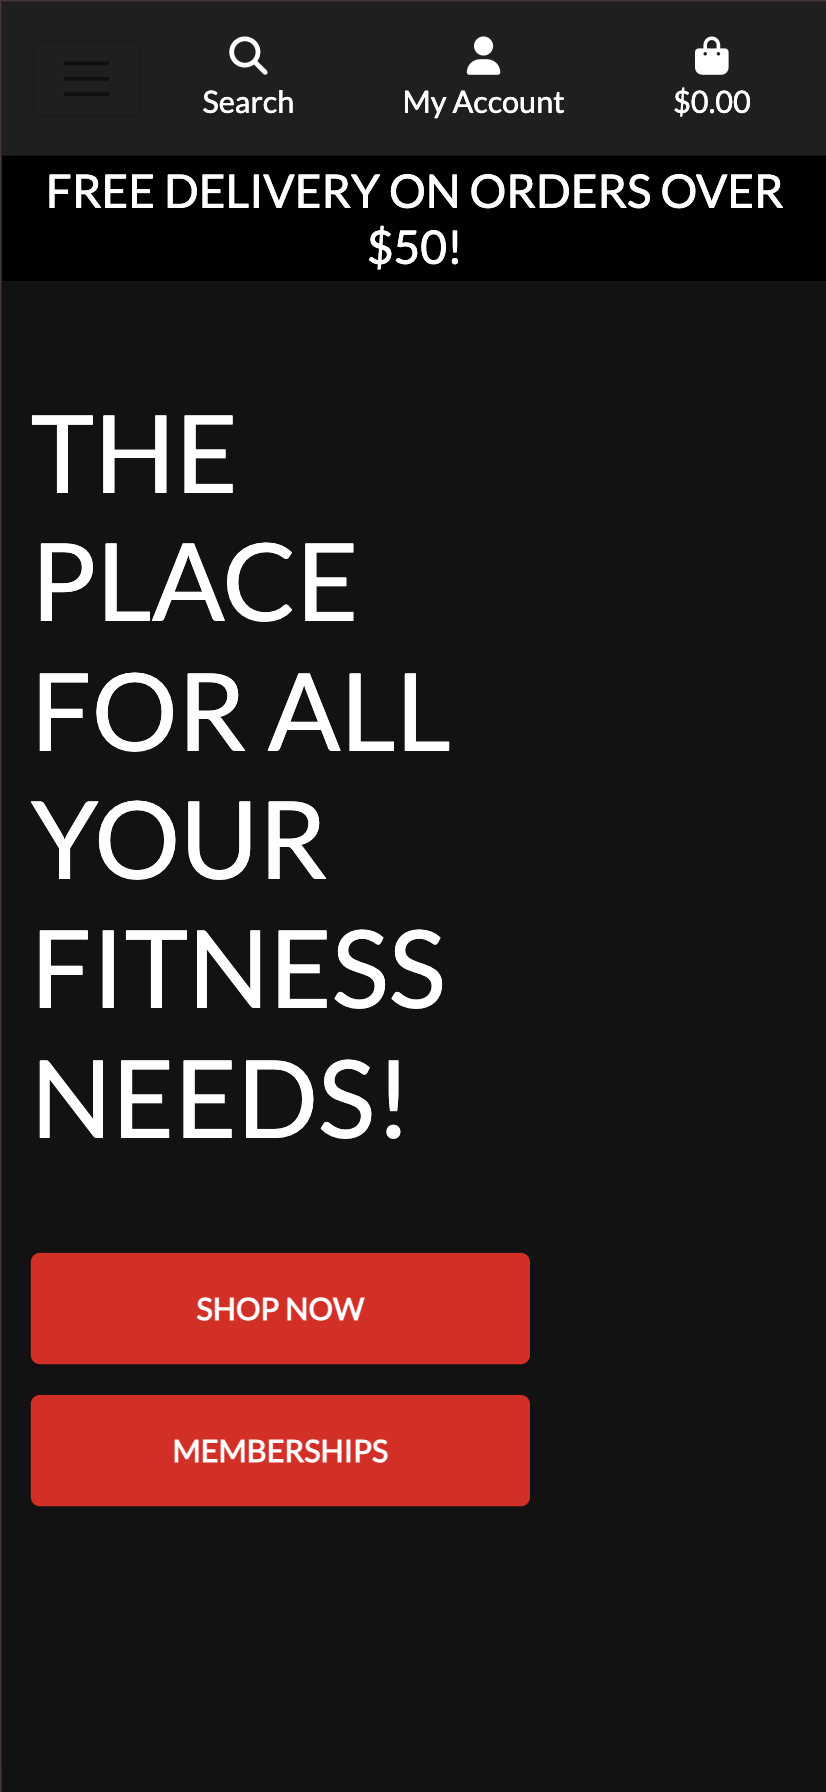 Search
My Account
$0.00
FREE DELIVERY ON ORDERS OVER
$50!
THE
PLACE
FOR ALL
YOUR
FITNESS
NEEDS!
SHOP NOW
MEMBERSHIPS